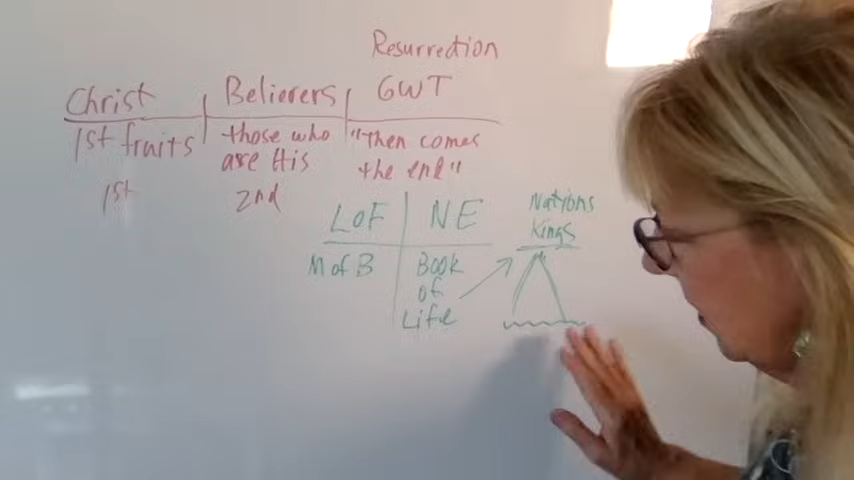 Resurrection
Christ
Believers
GWT
1st fruits
those who
are His
"then comes
the end"
1st
2nd
LoF
NE
M of B
Book
of
Life
Nations
Kings